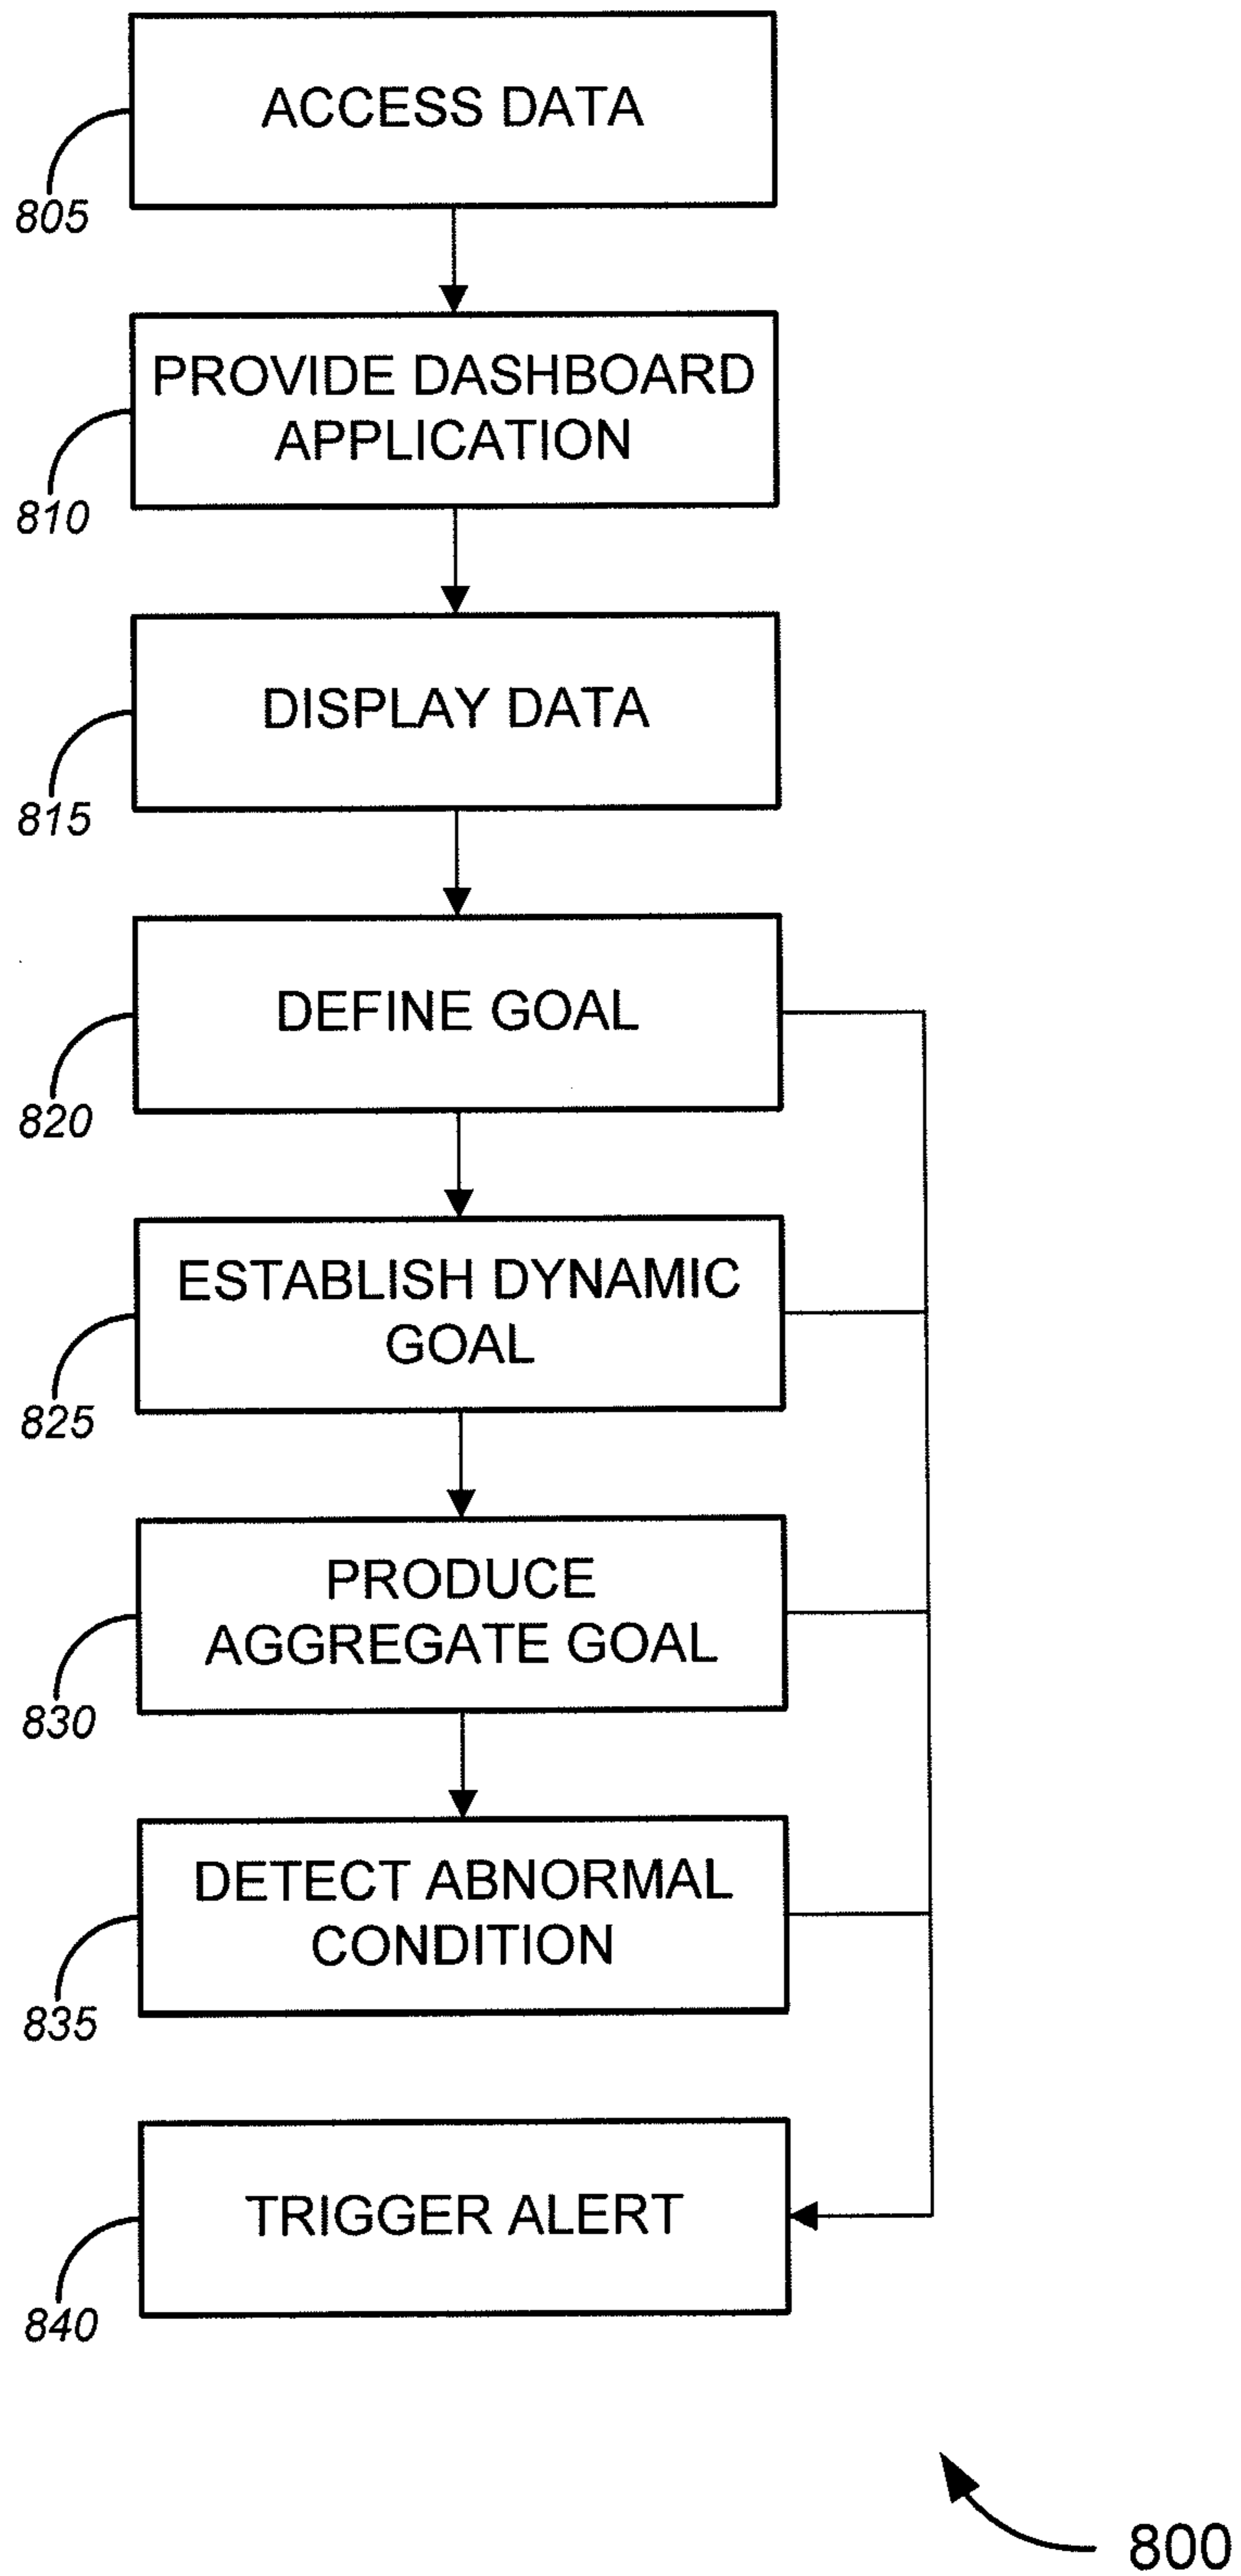 ACCESS DATA
805
PROVIDE DASHBOARD
APPLICATION
810
DISPLAY DATA
815
DEFINE GOAL
820
ESTABLISH DYNAMIC
GOAL
825
PRODUCE
AGGREGATE GOAL
830
DETECT ABNORMAL
CONDITION
835
TRIGGER ALERT
840
800